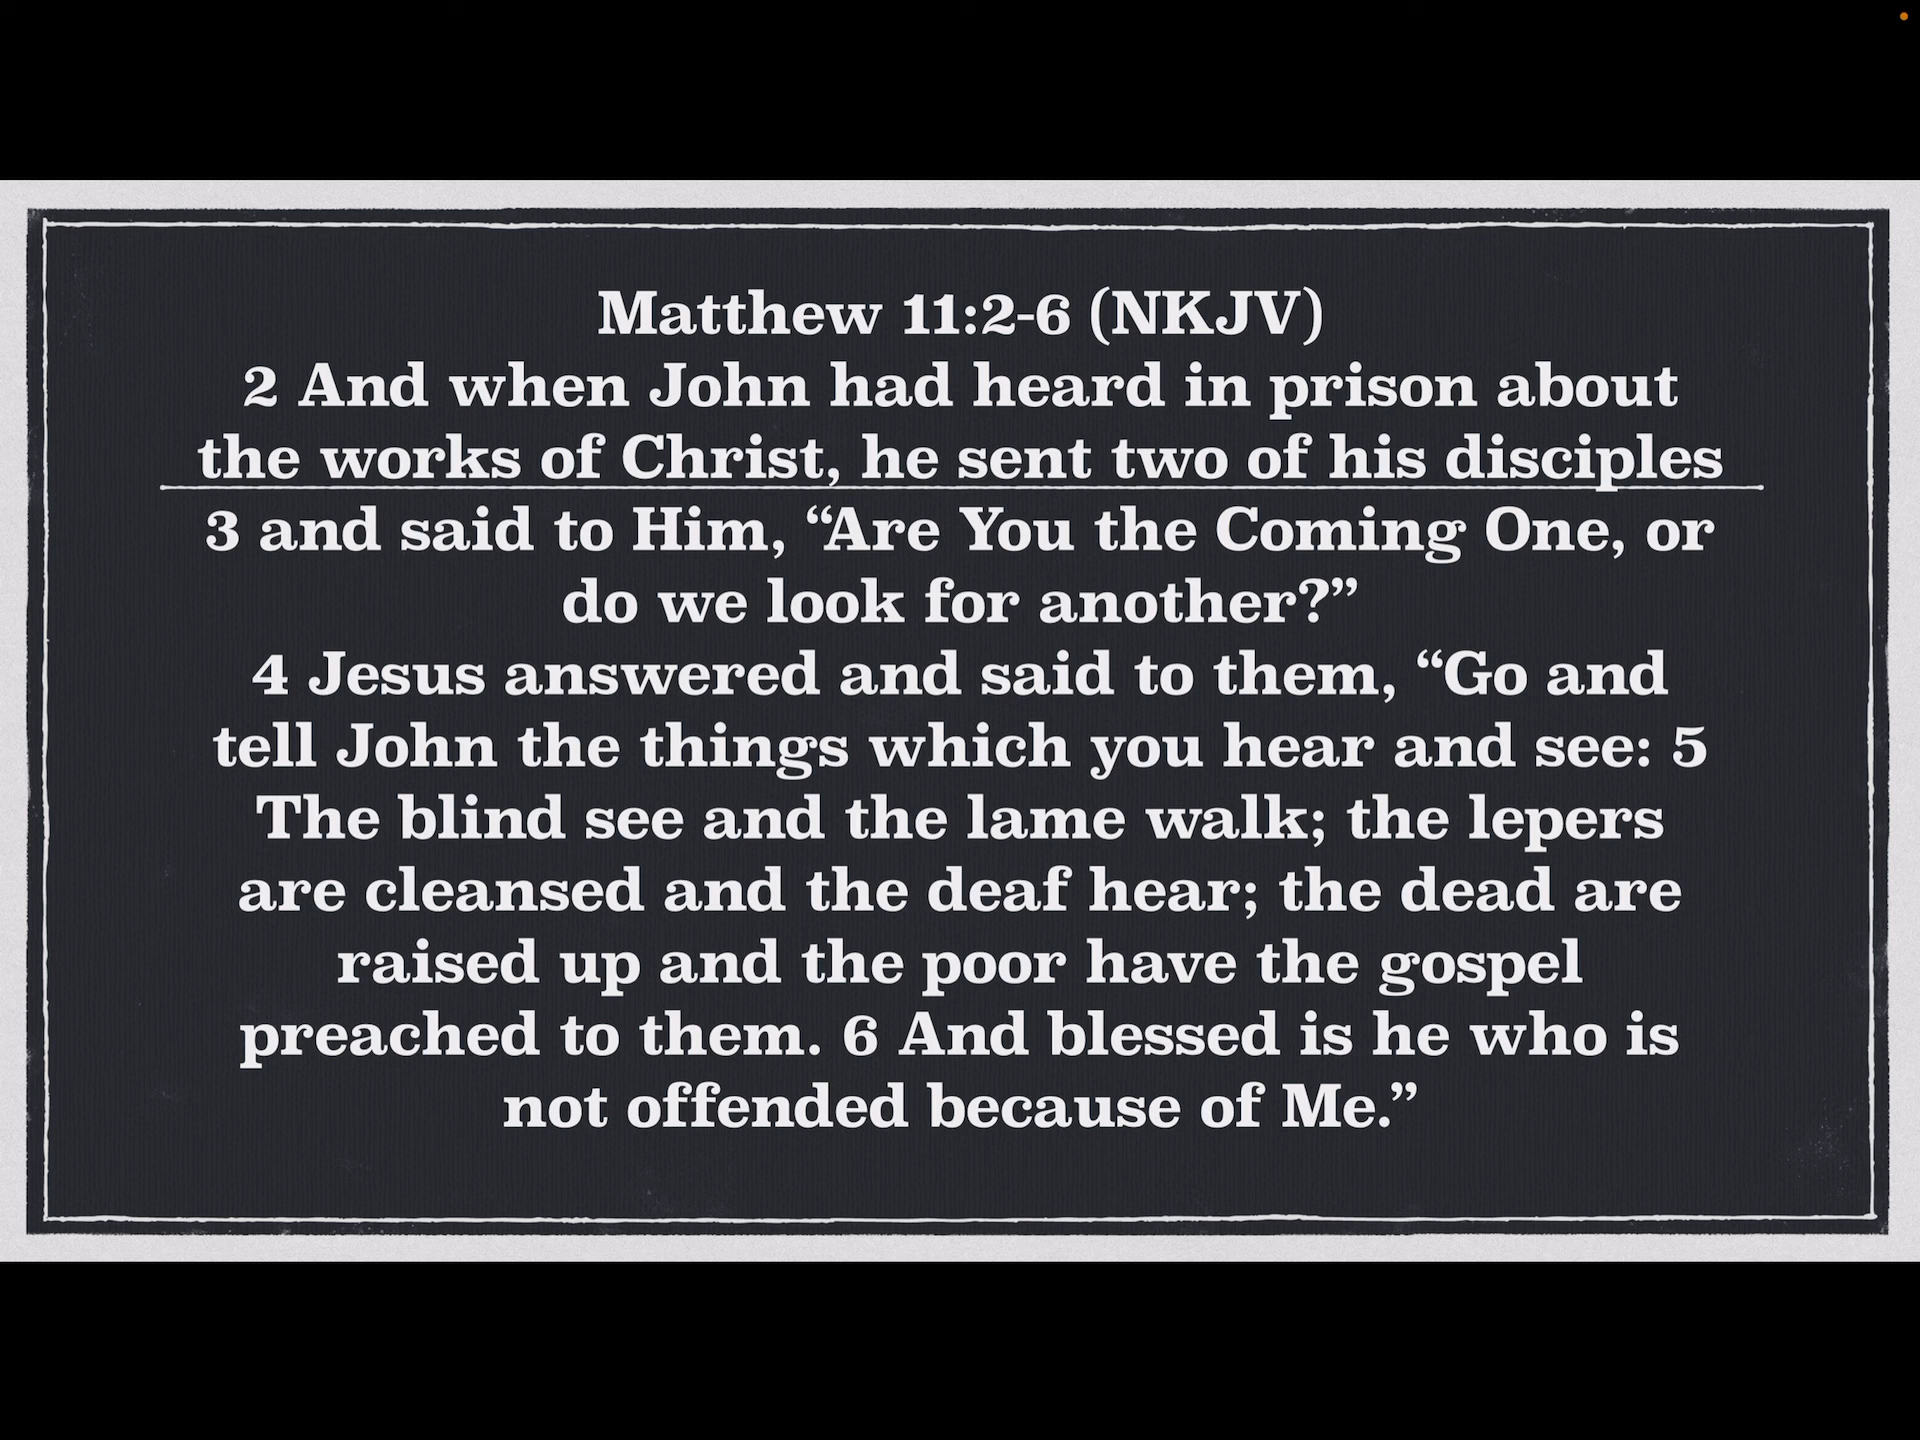 Matthew 11:2-6 (NKJV)
2 And when John had heard in prison about
the works of Christ, he sent two of his disciples
3 and said to Him, “Are You the Coming One, or
do we look for another?”
4 Jesus answered and said to them, “Go and
tell John the things which you hear and see: 5
The blind see and the lame walk; the lepers
are cleansed and the deaf hear; the dead are
raised up and the poor have the gospel
preached to them. 6 And blessed is he who is
not offended because of Me.”